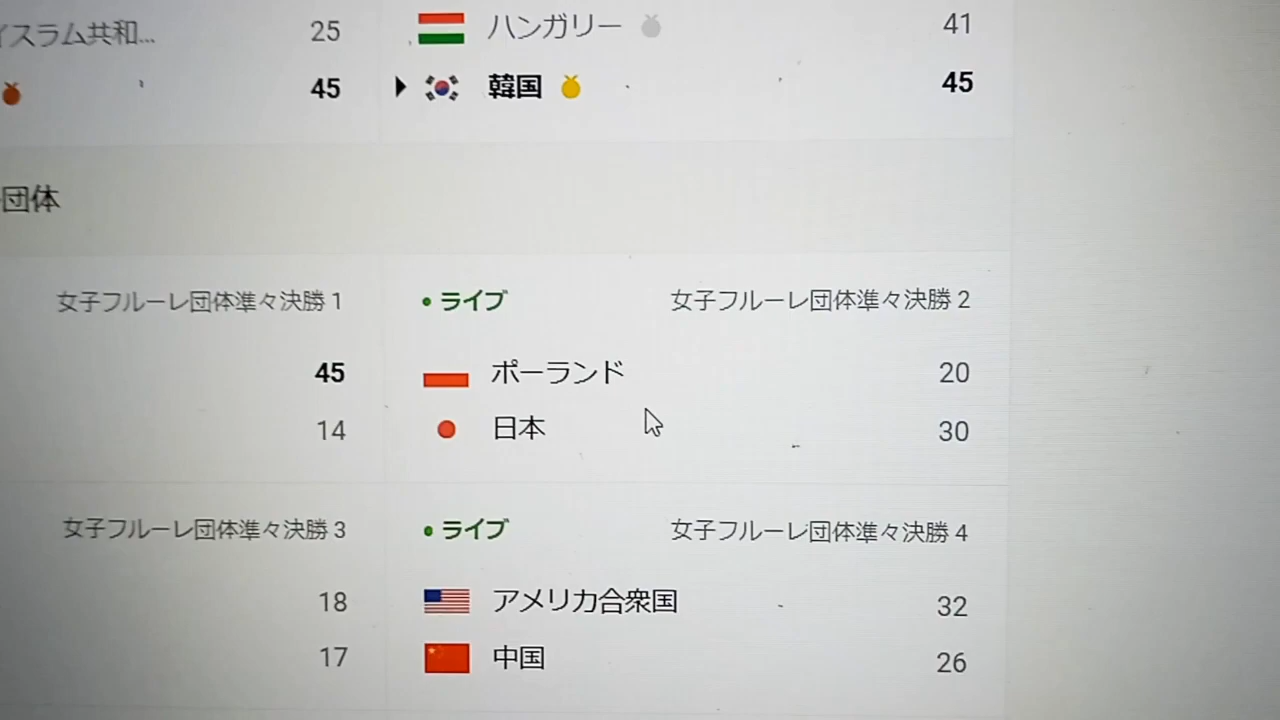 イスラム共和... 25 ハンガリー 41
45 韓国 45
団体
女子フルーレ団体準々決勝 1 ライブ 女子フルーレ団体準々決勝 2
45 ポーランド 20
14 日本 30
女子フルーレ団体準々決勝 3 ライブ 女子フルーレ団体準々決勝 4
18 アメリカ合衆国 32
17 中国 26